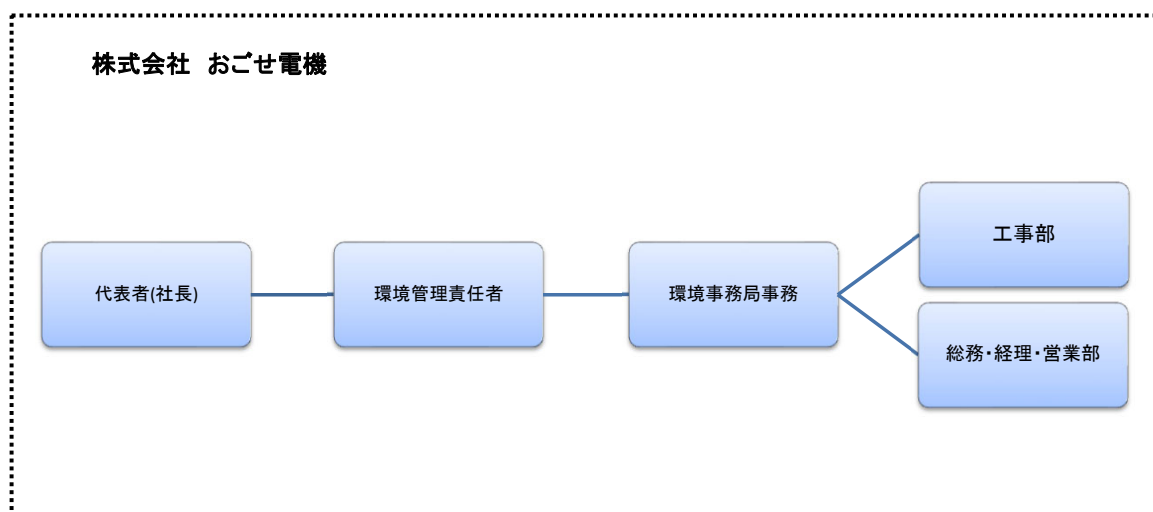 株式会社　おごせ電機
代表者(社長)
環境管理責任者
環境事務局事務
工事部
総務・経理・営業部